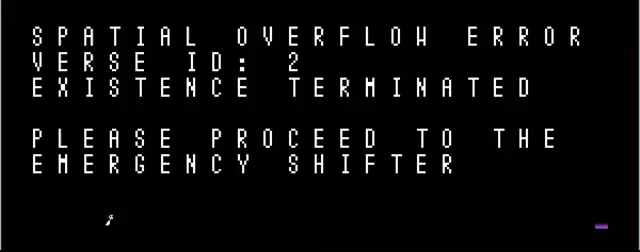 SPATIAL OVERFLOW ERROR
VERSE ID: 2
EXISTENCE TERMINATED
PLEASE PROCEED TO THE
EMERGENCY SHIFTER